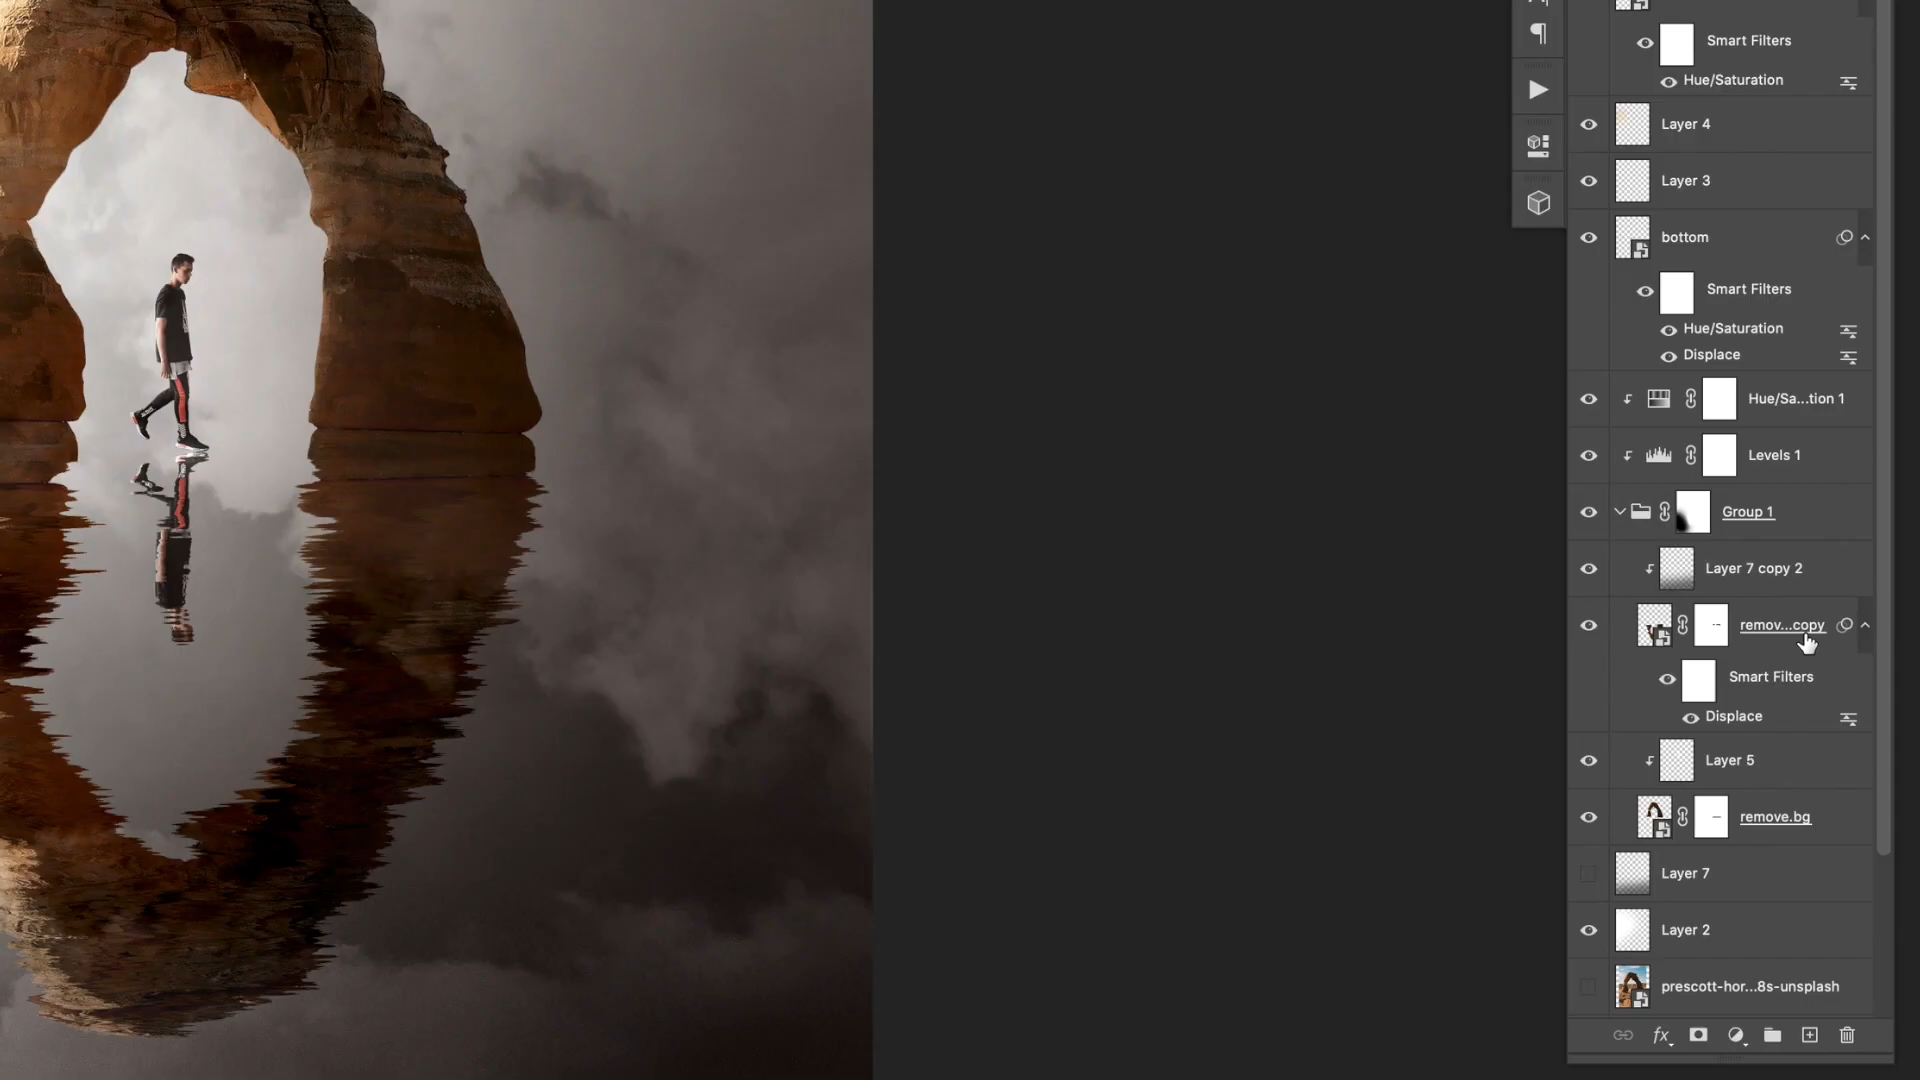 Smart Filters
Hue/Saturation
Layer 4
Layer 3
bottom
Smart Filters
Hue/Saturation
Displace
Hue/Sa...tion 1
Levels 1
Group 1
Layer 7 copy 2
remov...copy
Smart Filters
Displace
Layer 5
remove.bg
Layer 7
Layer 2
prescott-hor...8s-unsplash
fx